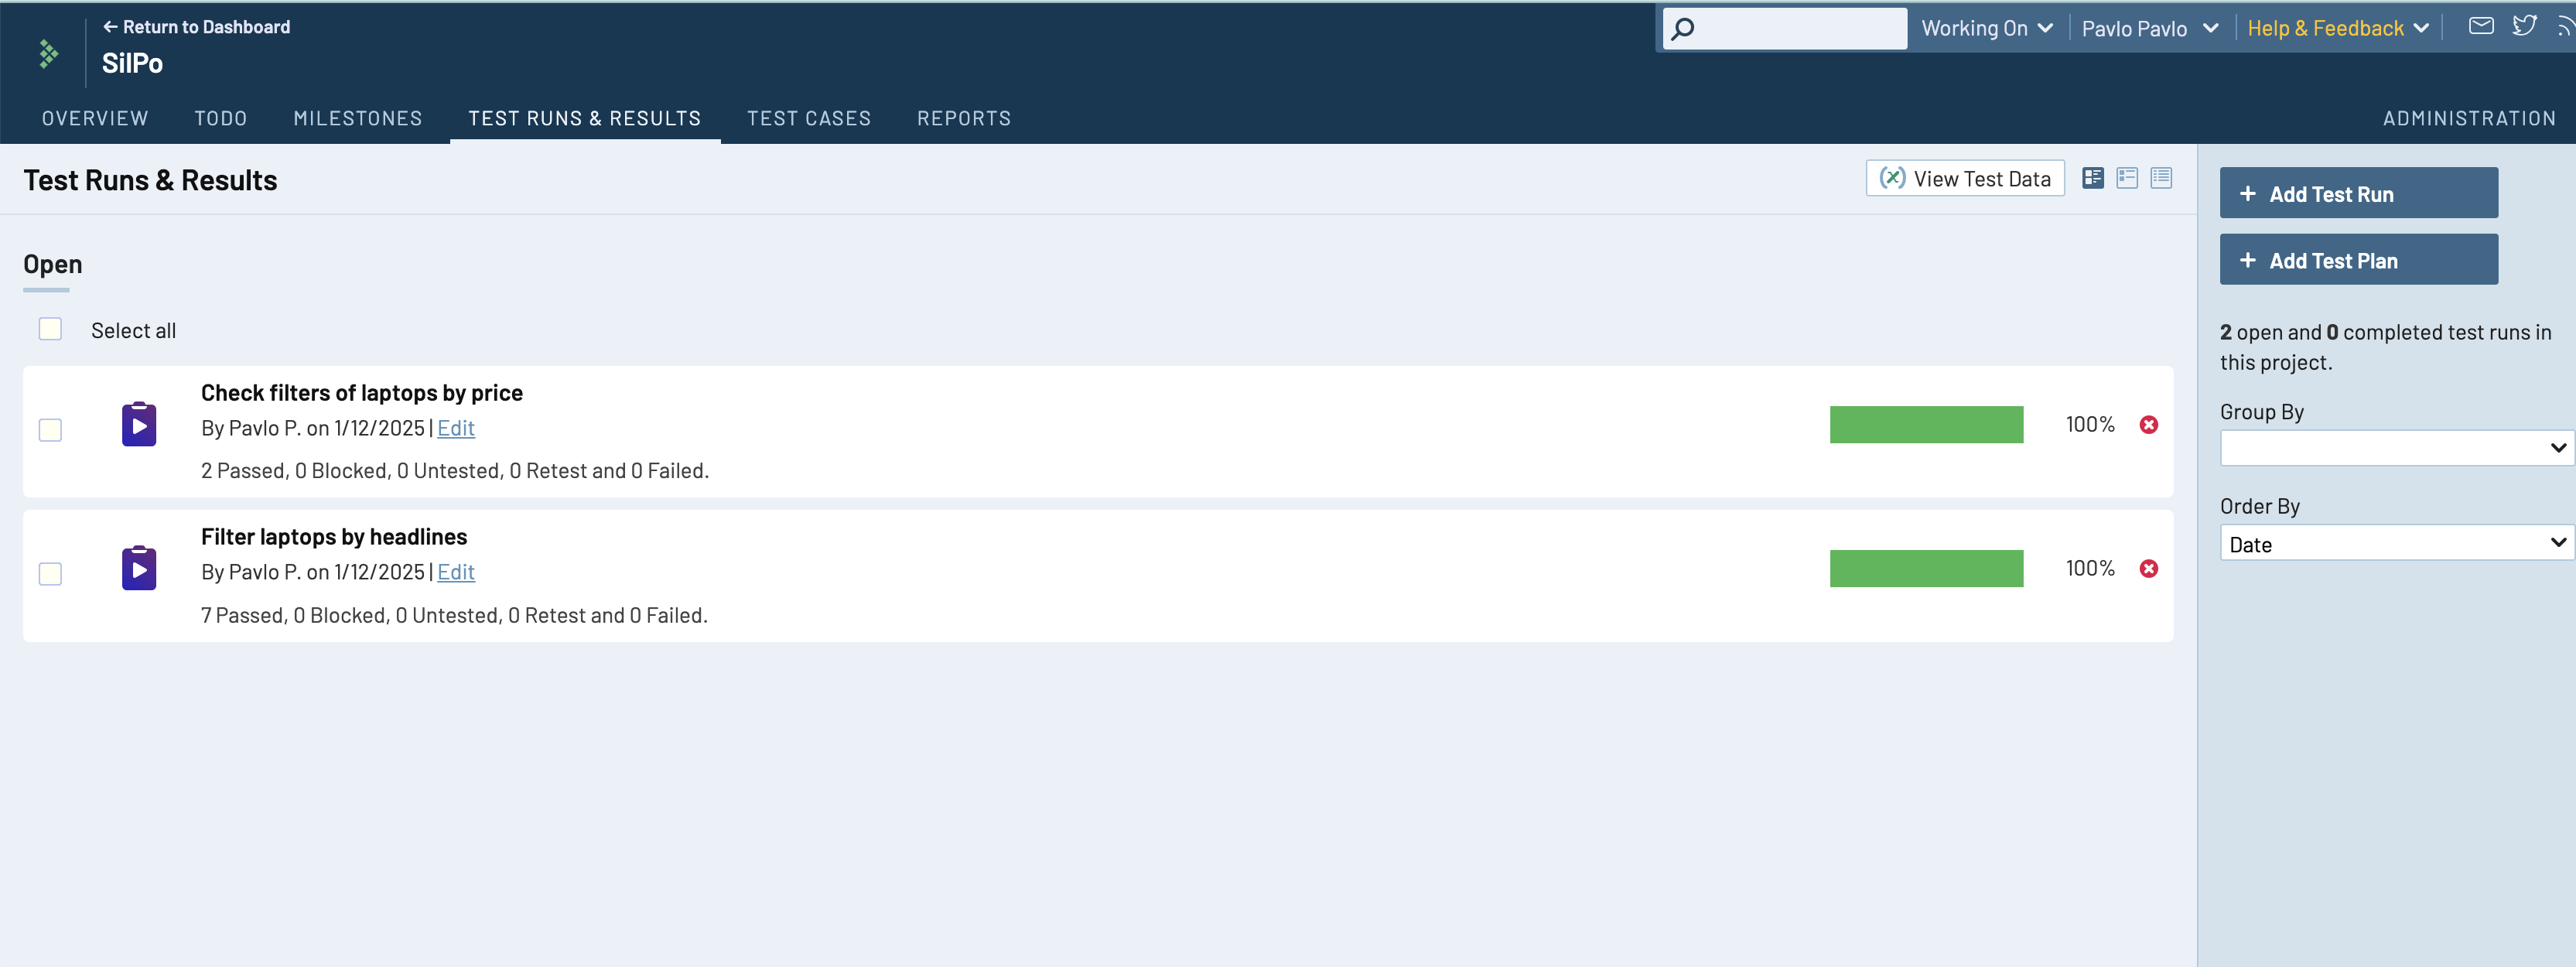 ← Return to Dashboard
SilPo
Working On
Pavlo Pavlo
Help & Feedback
OVERVIEW
TODO
MILESTONES
TEST RUNS & RESULTS
TEST CASES
REPORTS
ADMINISTRATION
Test Runs & Results
View Test Data
+ Add Test Run
+ Add Test Plan
2 open and 0 completed test runs in
this project.
Group By
Order By
Date
Open
Select all
Check filters of laptops by price
By Pavlo P. on 1/12/2025 | Edit
2 Passed, 0 Blocked, 0 Untested, 0 Retest and 0 Failed.
100%
Filter laptops by headlines
By Pavlo P. on 1/12/2025 | Edit
7 Passed, 0 Blocked, 0 Untested, 0 Retest and 0 Failed.
100%